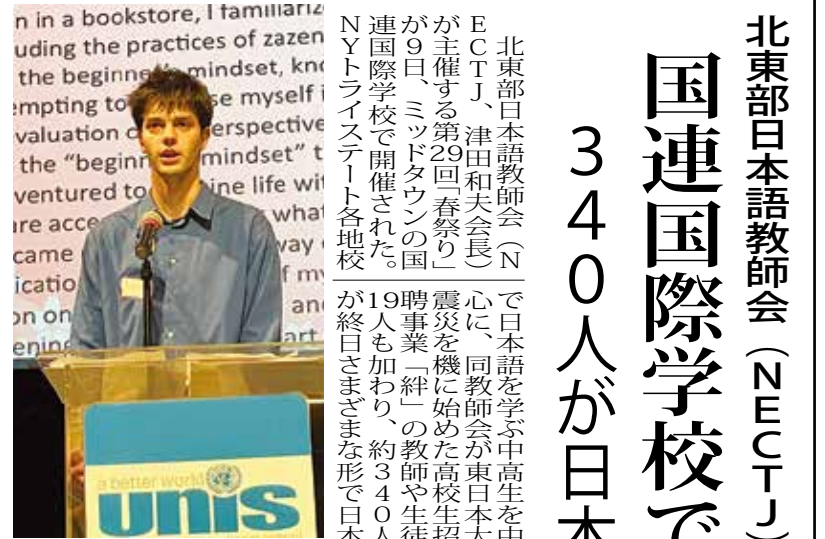 北東部日本語教師会（NECTJ）
国連国際学校で
340人が日本
北東部日本語教師会（N
ECTJ、津田和夫会長）
が主催する第29回「春祭り」
が9日、ミッドタウンの国
連国際学校で開催された。
NYトライステート各地校
で日本語を学ぶ中高生を中
心に、同教師会が東日本大
震災を機に始めた高校生招
聘事業「絆」の教師や生徒
19人も加わり、約340人
が終日さまざまな形で日本
n in a bookstore, I familiariz
uding the practices of zazen
the beginner's mindset, kno
empting to se myself i
valuation o erspective
the “beginn mindset” t
ventured to ine life wit
are acce what
came way
icatio f my
on on and
ening art
a better world
unis